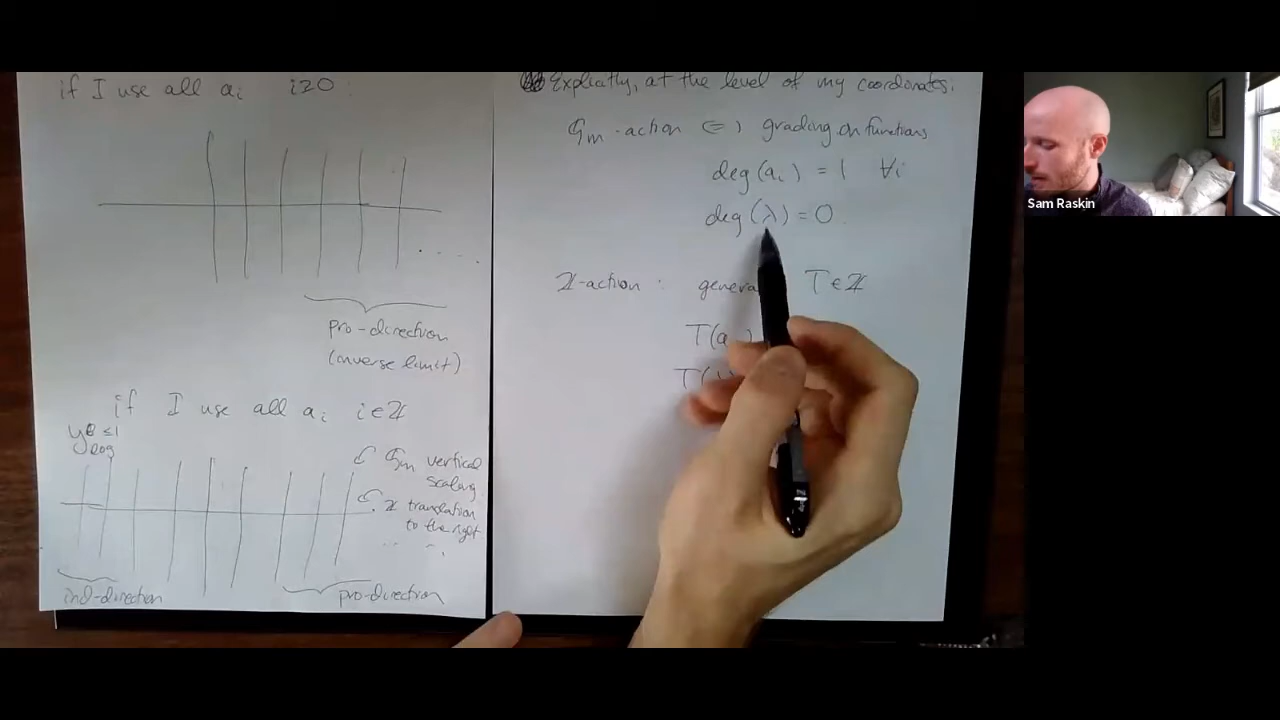 if I use all aᵢ i≥0 :
pro-direction
(inverse limit)
if I use all aᵢ i∈ℤ
y ≤1
log
𝔾m vertical
scaling
ℤ translation
to the right
ind-direction
pro-direction
Explicitly, at the level of my coordinates,
𝔾m-action ⇔ grading on functions
deg(aᵢ) = 1 ∀i
deg(λ) = 0
ℤ-action : T∈ℤ
T(a
T(λ
Sam Raskin